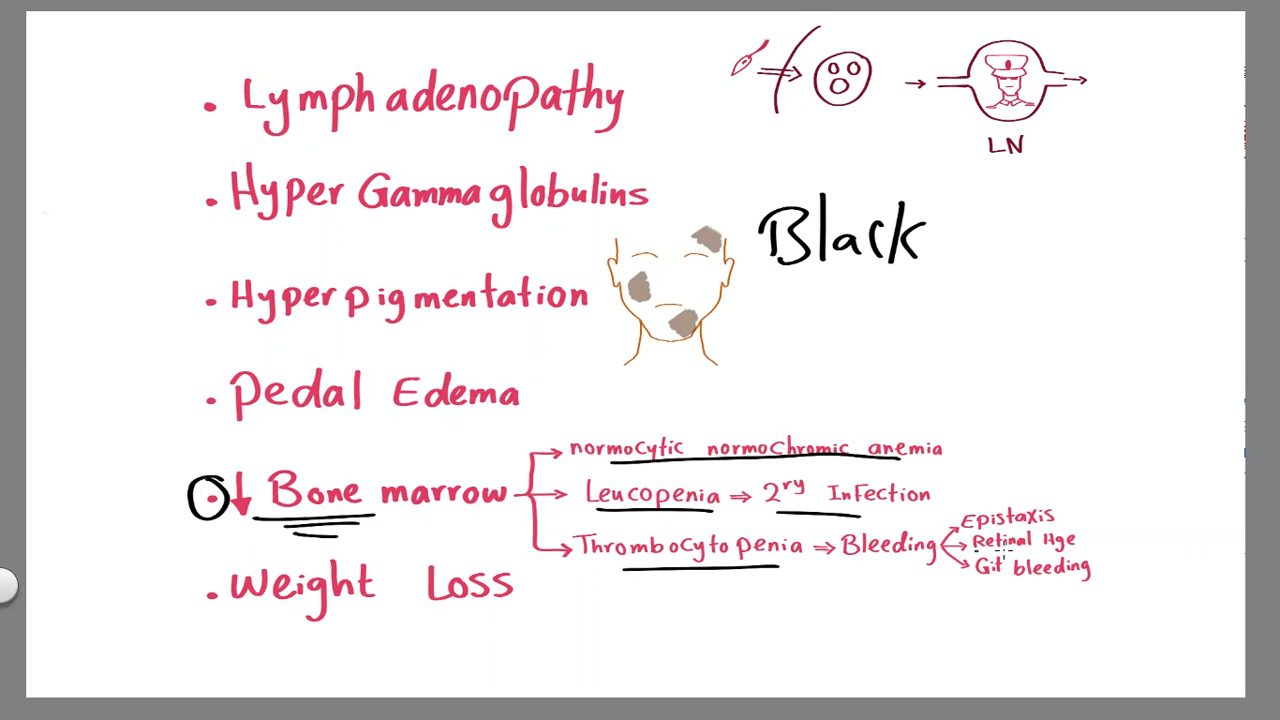 . Lymphadenopathy
LN
. Hyper Gammaglobulins
Black
. Hyperpigmentation
. Pedal Edema
normocytic normochromic anemia
. ↓ Bone marrow → Leucopenia ⇒ 2ry Infection
Thrombocytopenia ⇒ Bleeding
Epistaxis
Retinal Hge
Git bleeding
. Weight Loss